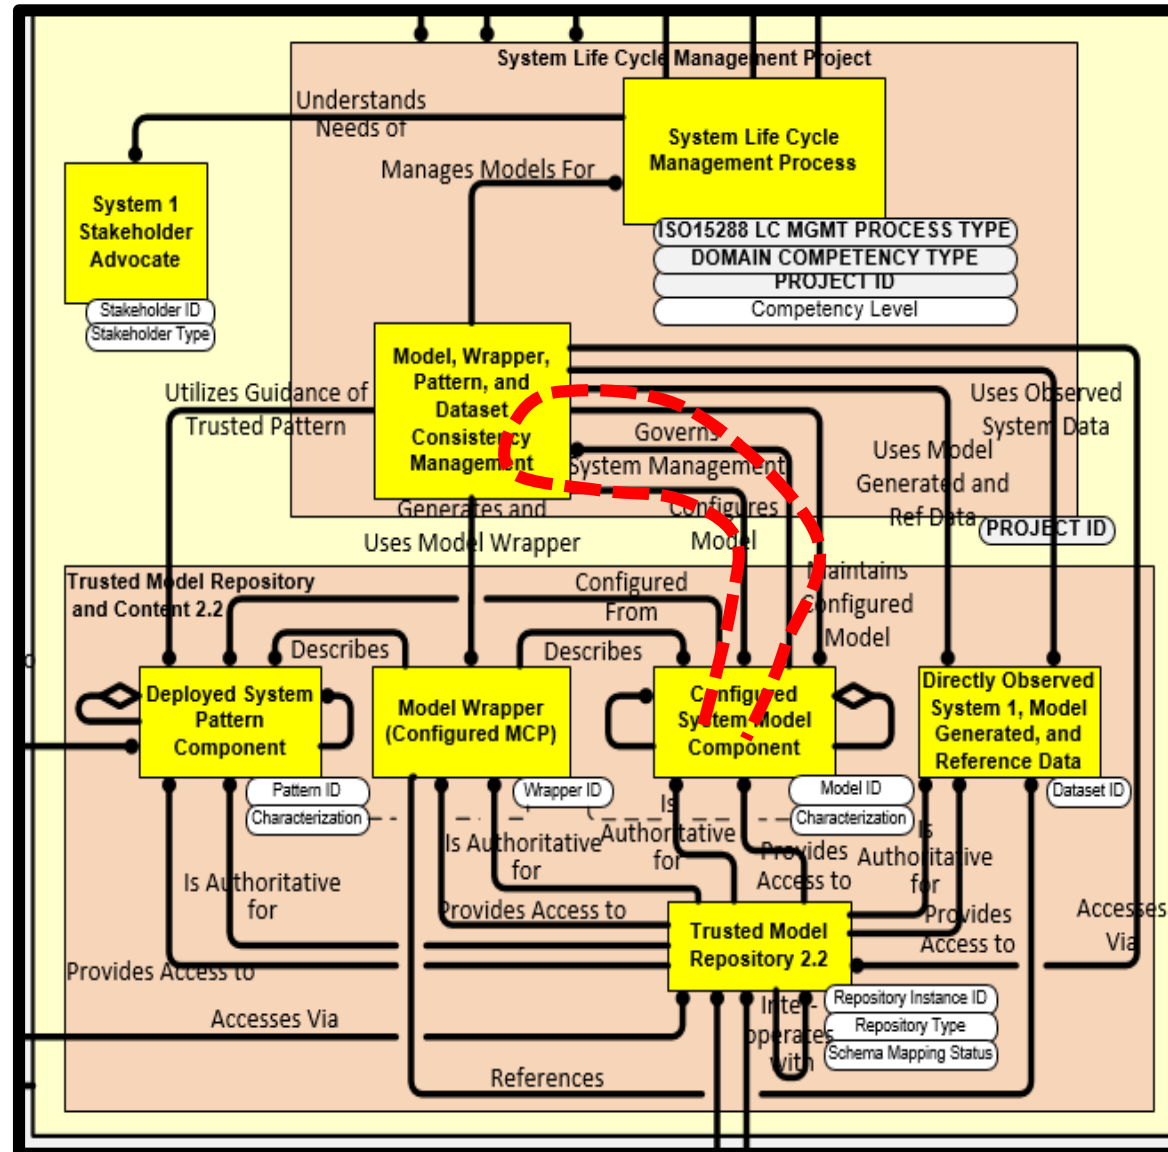 System Life Cycle Management Project
Understands
Needs of
System Life Cycle
Management Process
Manages Models For
ISO15288 LC MGMT PROCESS TYPE
DOMAIN COMPETENCY TYPE
PROJECT ID
Competency Level
System 1
Stakeholder
Advocate
Stakeholder ID
Stakeholder Type
Model, Wrapper,
Pattern, and
Dataset
Consistency
Management
Utilizes Guidance of
Trusted Pattern
Governs
System Management
Uses Observed
System Data
Uses Model
Generated and
Ref Data
PROJECT ID
Generates and
Uses Model Wrapper
Configures
Model
Maintains
Configured
Model
Trusted Model Repository
and Content 2.2
Configured
From
Describes
Describes
Deployed System
Pattern
Component
Pattern ID
Characterization
Model Wrapper
(Configured MCP)
Wrapper ID
Configured
System Model
Component
Model ID
Characterization
Directly Observed
System 1, Model
Generated, and
Reference Data
Dataset ID
Is Authoritative
for
Provides Access to
Is Authoritative
for
Provides Access to
Is
Authoritative
for
Provides
Access to
Is
Authoritative
for
Provides
Access to
Accesses
Via
Trusted Model
Repository 2.2
Repository Instance ID
Repository Type
Schema Mapping Status
Inter-
operates
with
Accesses Via
References